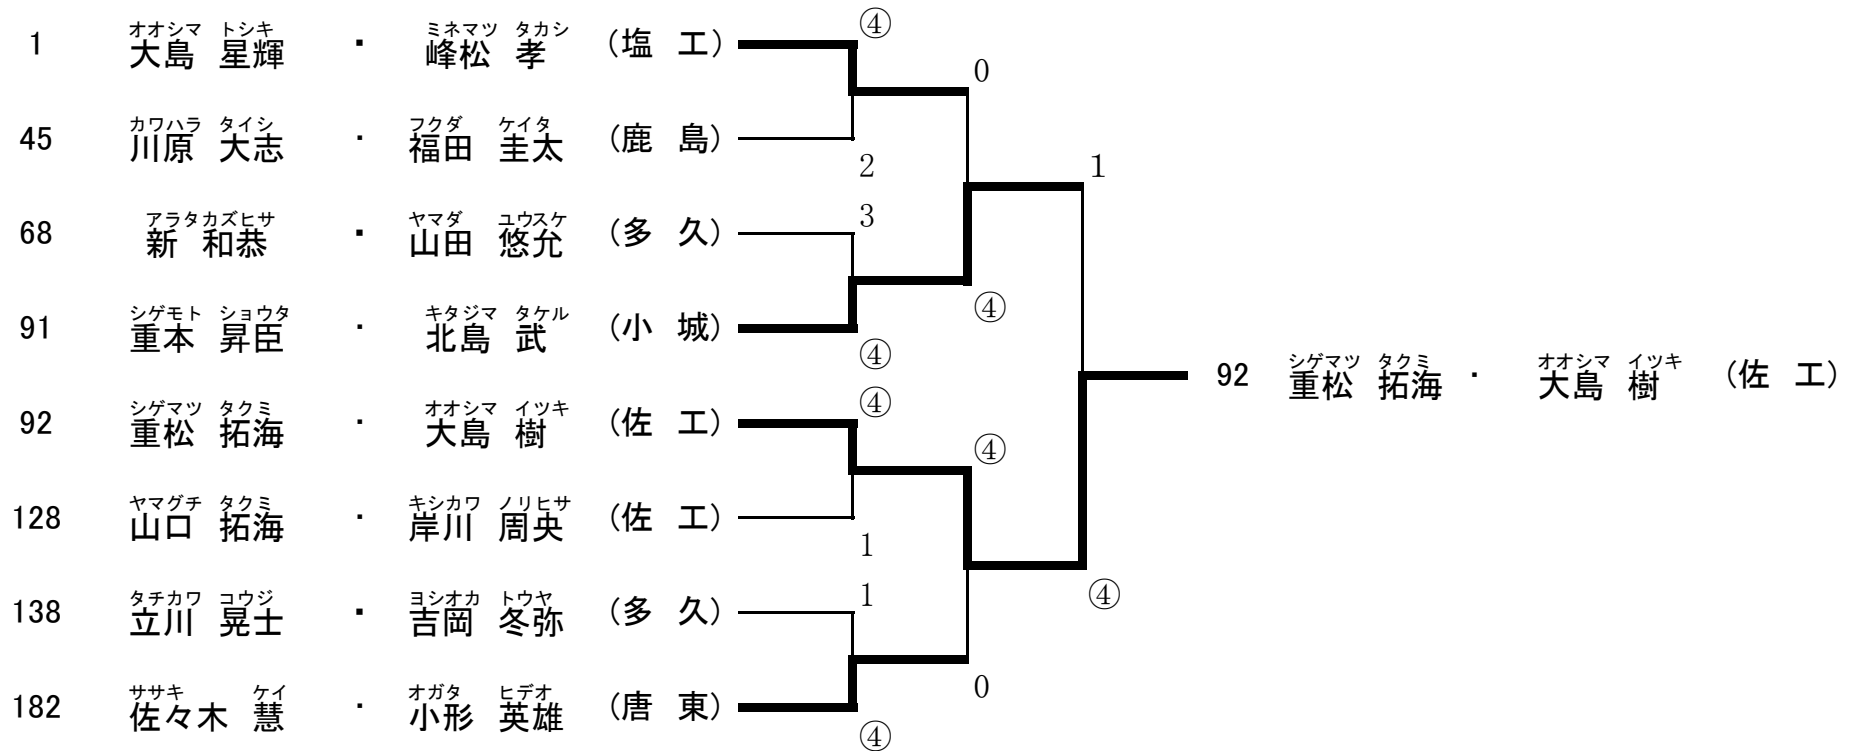 オオシマ トシキ ミネマツ タカシ ④
1 大島 星輝 ・ 峰松 孝 (塩 工)
0
カワハラ タイシ フクダ ケイタ
45 川原 大志 ・ 福田 圭太 (鹿 島)
2 1
アラタカズヒサ ヤマダ ユウスケ 3
68 新 和恭 ・ 山田 悠允 (多 久)
④
シゲモト ショウタ キタジマ タケル
91 重本 昇臣 ・ 北島 武 (小 城)
④
シゲマツ タクミ オオシマ イツキ
92 重松 拓海 ・ 大島 樹 (佐 工)
シゲマツ タクミ オオシマ イツキ ④
92 重松 拓海 ・ 大島 樹 (佐 工)
④
ヤマグチ タクミ キシカワ ノリヒサ
128 山口 拓海 ・ 岸川 周央 (佐 工)
1
タチカワ コウジ ヨシオカ トウヤ 1 ④
138 立川 晃士 ・ 吉岡 冬弥 (多 久)
ササキ ケイ オガタ ヒデオ 0
182 佐々木 慧 ・ 小形 英雄 (唐 東)
④